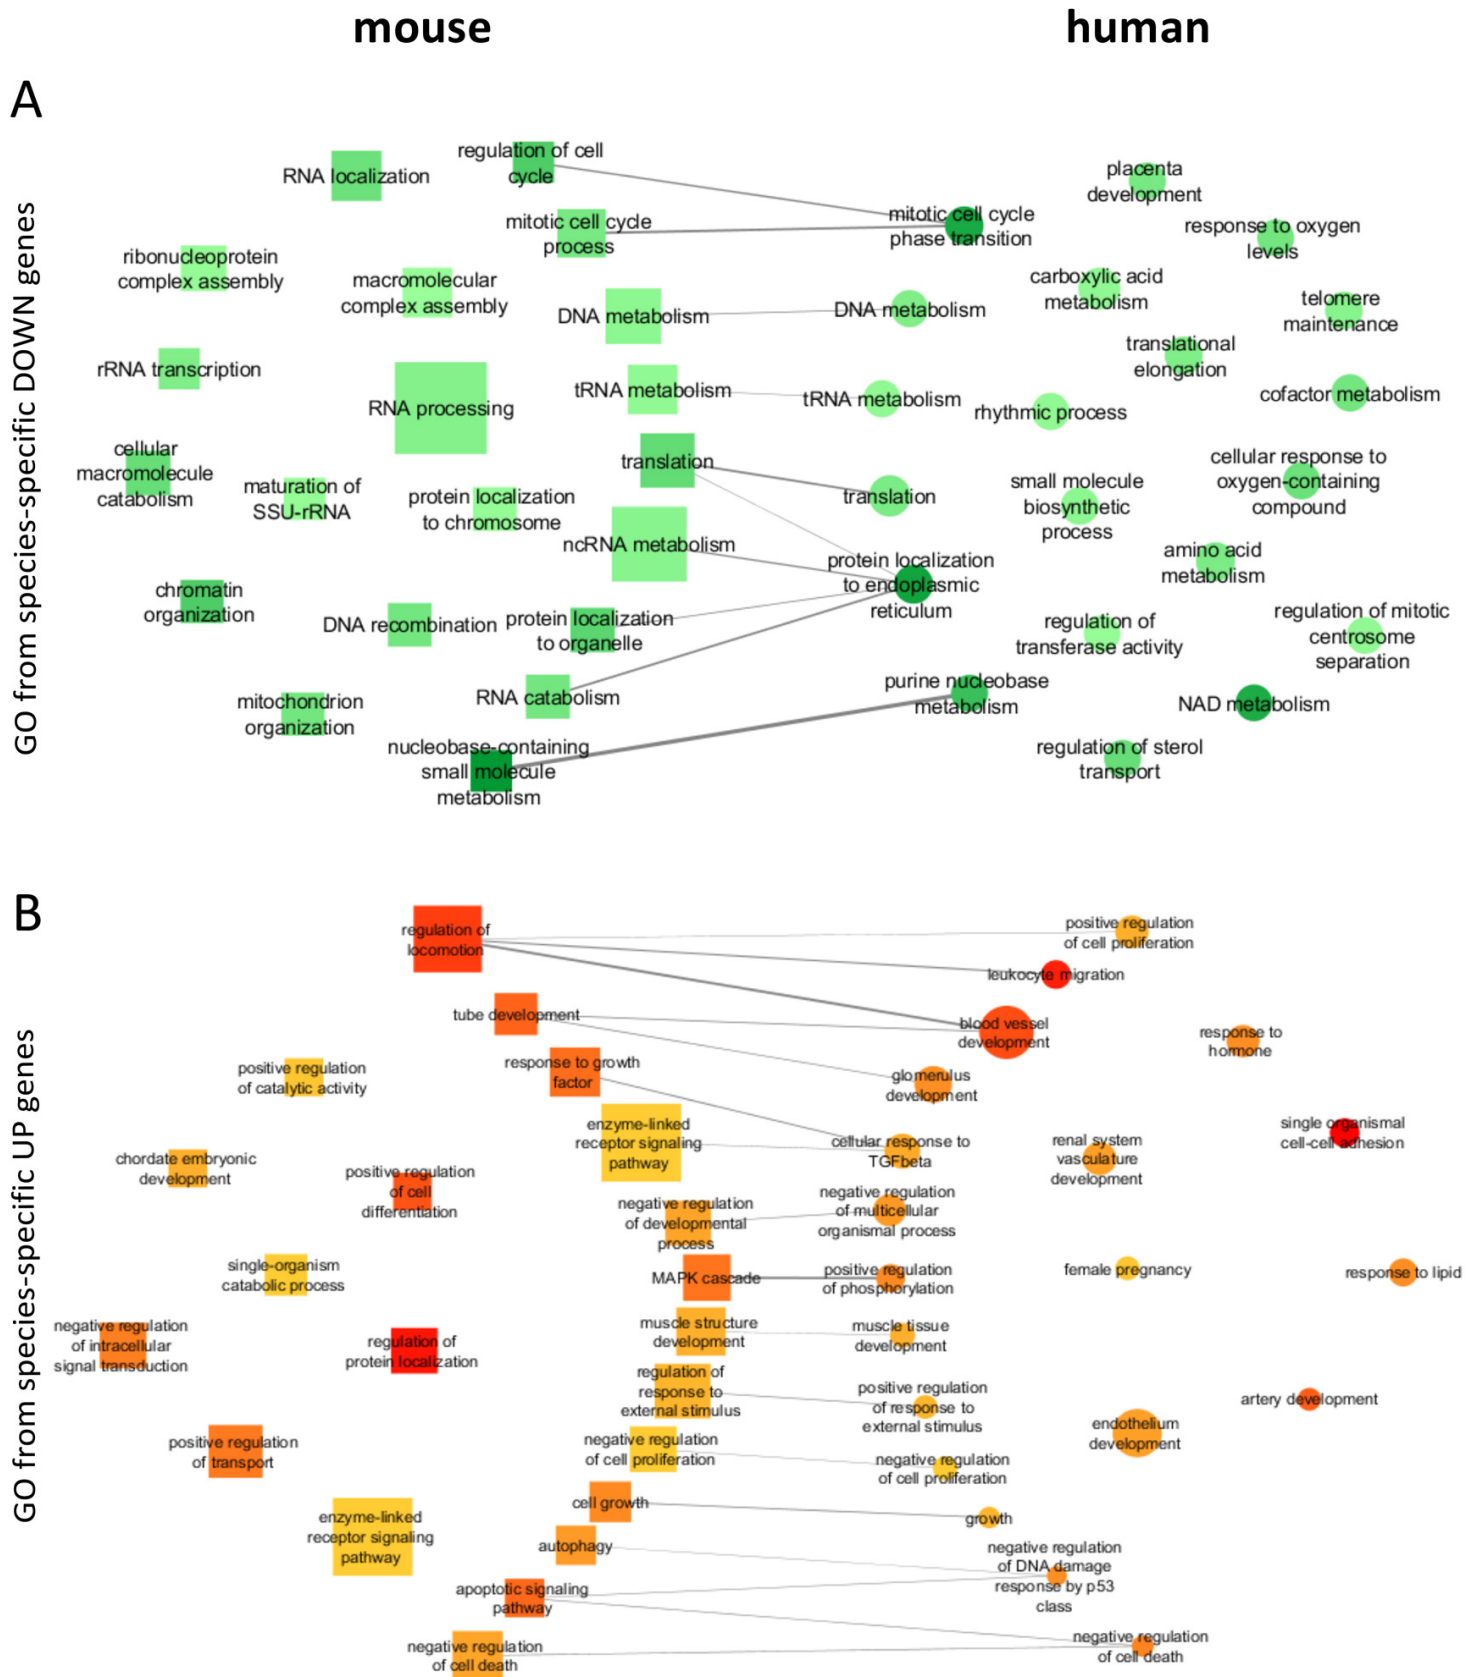 mouse
human
A
GO from species-specific DOWN genes
RNA localization
regulation of cell
cycle
mitotic cell cycle
process
ribonucleoprotein
complex assembly
macromolecular
complex assembly
DNA metabolism
rRNA transcription
RNA processing
tRNA metabolism
cellular
macromolecule
catabolism
maturation of
SSU-rRNA
protein localization
to chromosome
translation
ncRNA metabolism
chromatin
organization
DNA recombination
protein localization
to organelle
RNA catabolism
mitochondrion
organization
nucleobase-containing
small molecule
metabolism
mitotic cell cycle
phase transition
DNA metabolism
tRNA metabolism
translation
protein localization
to endoplasmic
reticulum
purine nucleobase
metabolism
placenta
development
response to oxygen
levels
carboxylic acid
metabolism
telomere
maintenance
translational
elongation
cofactor metabolism
rhythmic process
cellular response to
oxygen-containing
compound
small molecule
biosynthetic
process
amino acid
metabolism
regulation of
transferase activity
regulation of mitotic
centrosome
separation
NAD metabolism
regulation of sterol
transport
B
GO from species-specific UP genes
regulation of
locomotion
tube development
response to growth
factor
positive regulation
of catalytic activity
enzyme-linked
receptor signaling
pathway
chordate embryonic
development
positive regulation
of cell
differentiation
negative regulation
of developmental
process
single-organism
catabolic process
MAPK cascade
negative regulation
of intracellular
signal transduction
regulation of
protein localization
muscle structure
development
regulation of
response to
external stimulus
positive regulation
of transport
negative regulation
of cell proliferation
enzyme-linked
receptor signaling
pathway
cell growth
autophagy
apoptotic signaling
pathway
negative regulation
of cell death
positive regulation
of cell proliferation
leukocyte migration
blood vessel
development
response to
hormone
glomerulus
development
single organismal
cell-cell adhesion
cellular response to
TGFbeta
renal system
vasculature
development
negative regulation
of multicellular
organismal process
positive regulation
of phosphorylation
female pregnancy
response to lipid
muscle tissue
development
positive regulation
of response to
external stimulus
artery development
endothelium
development
negative regulation
of cell proliferation
growth
negative regulation
of DNA damage
response by p53
class
negative regulation
of cell death